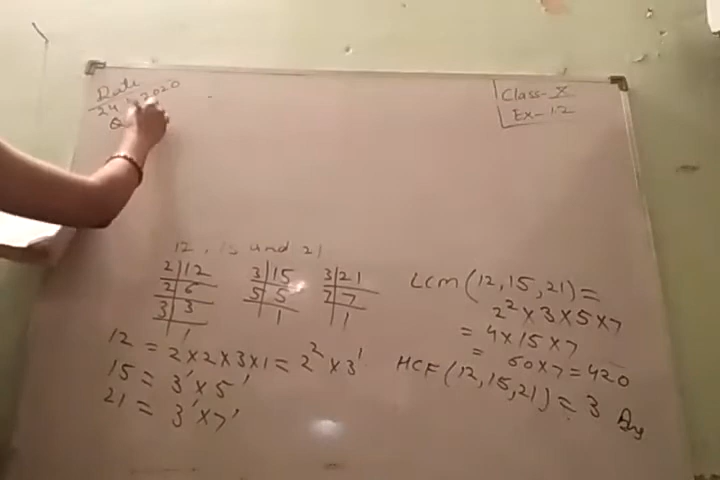 Date
2020
Q
Class-X
Ex-1.2
12, 15 and 21
2 | 12
2 | 6
3 | 3
1
3 | 15
5 | 5
1
3 | 21
7 | 7
1
12 = 2×2×3×1 = 2² × 3¹
15 = 3¹×5¹
21 = 3¹×7¹
LCM (12,15,21) =
2²×3×5×7
= 4×15×7
= 60×7=420
HCF (12,15,21) = 3 Ans